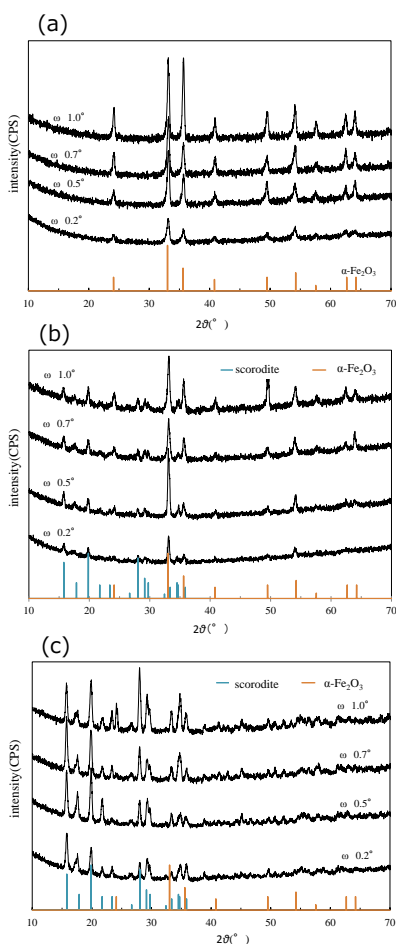 (a)
intensity(CPS)
ω 1.0°
ω 0.7°
ω 0.5°
ω 0.2°
α-Fe₂O₃
10 20 30 40 50 60 70
2θ(°)
(b)
intensity(CPS)
scorodite α-Fe₂O₃
ω 1.0°
ω 0.7°
ω 0.5°
ω 0.2°
10 20 30 40 50 60 70
2θ(°)
(c)
intensity(CPS)
scorodite α-Fe₂O₃
ω 1.0°
ω 0.7°
ω 0.5°
ω 0.2°
10 20 30 40 50 60 70
2θ(°)